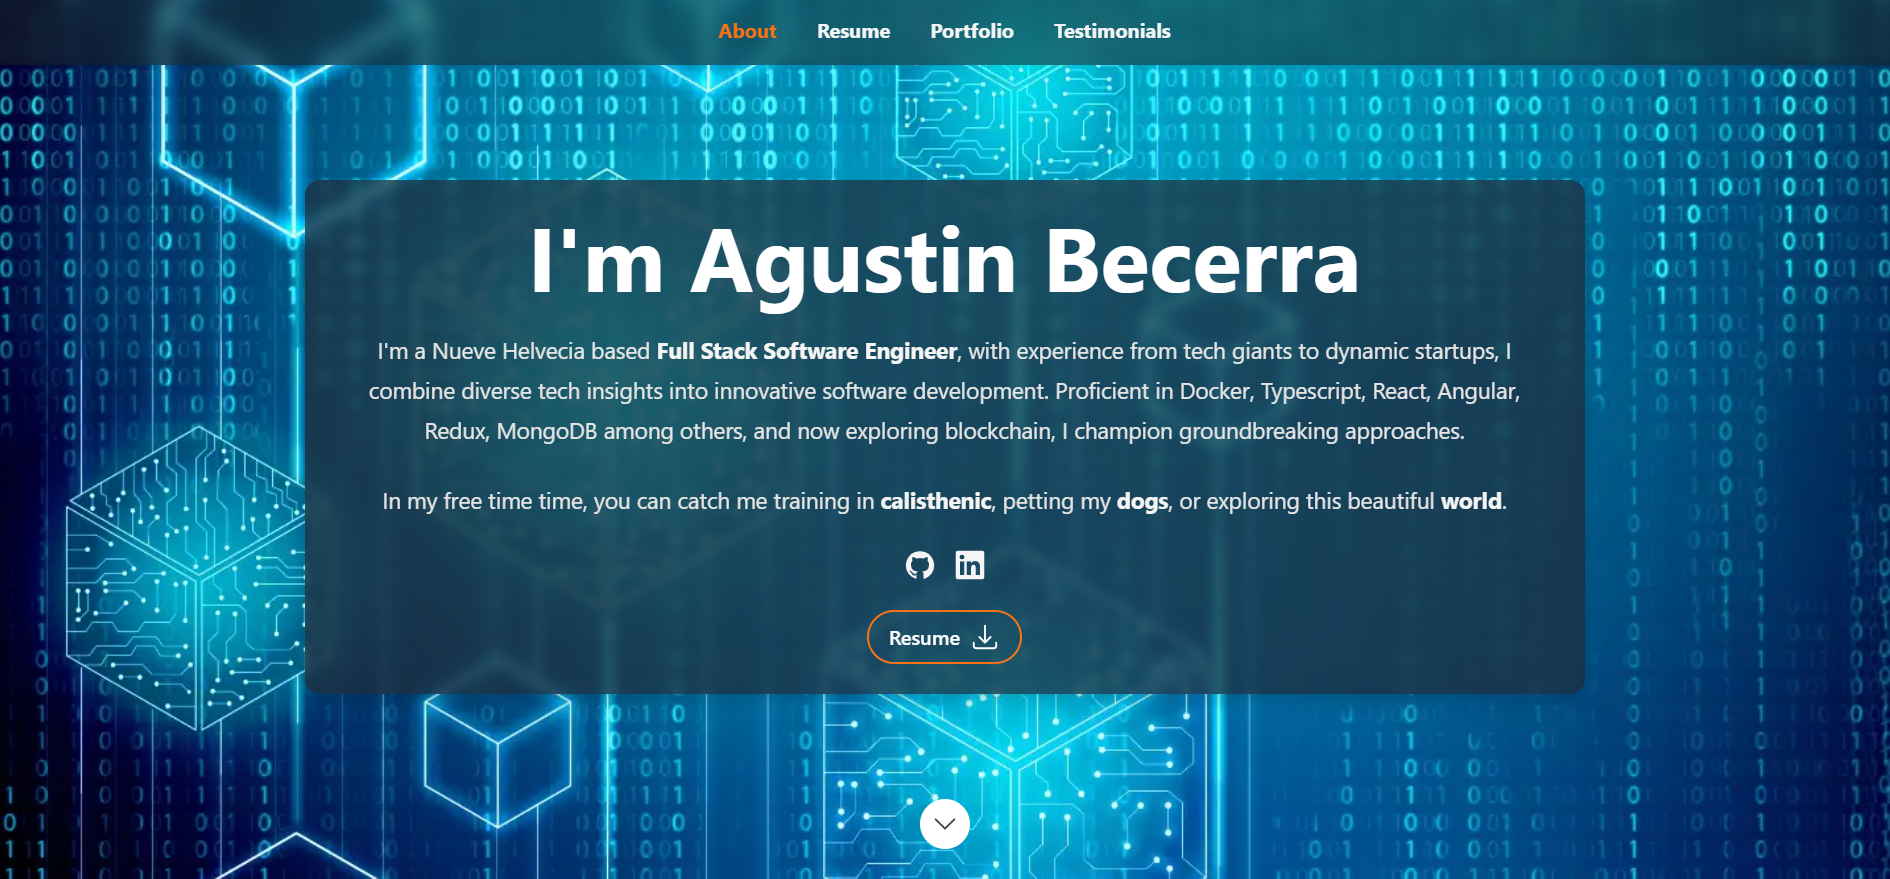 About Resume Portfolio Testimonials
I'm Agustin Becerra
I'm a Nueve Helvecia based Full Stack Software Engineer, with experience from tech giants to dynamic startups, I
combine diverse tech insights into innovative software development. Proficient in Docker, Typescript, React, Angular,
Redux, MongoDB among others, and now exploring blockchain, I champion groundbreaking approaches.
In my free time time, you can catch me training in calisthenic, petting my dogs, or exploring this beautiful world.
in
Resume